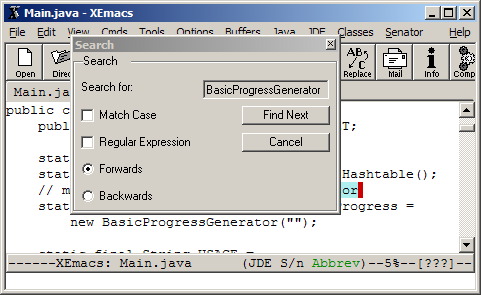 Main.java - XEmacs
File Edit View Cmds Tools Options Buffers Java JDE Classes Senator Help
Open Direc Replace Mail Info Comp
Search
Search
Search for: BasicProgressGenerator
Match Case Find Next
Regular Expression Cancel
Forwards
Backwards
Main.ja
public c
publ T;
stat
stat Hashtable();
// m or
stat rogress =
new BasicProgressGenerator("");
static final String USAGE =
------XEmacs: Main.java (JDE S/n Abbrev)--5%--[???]---